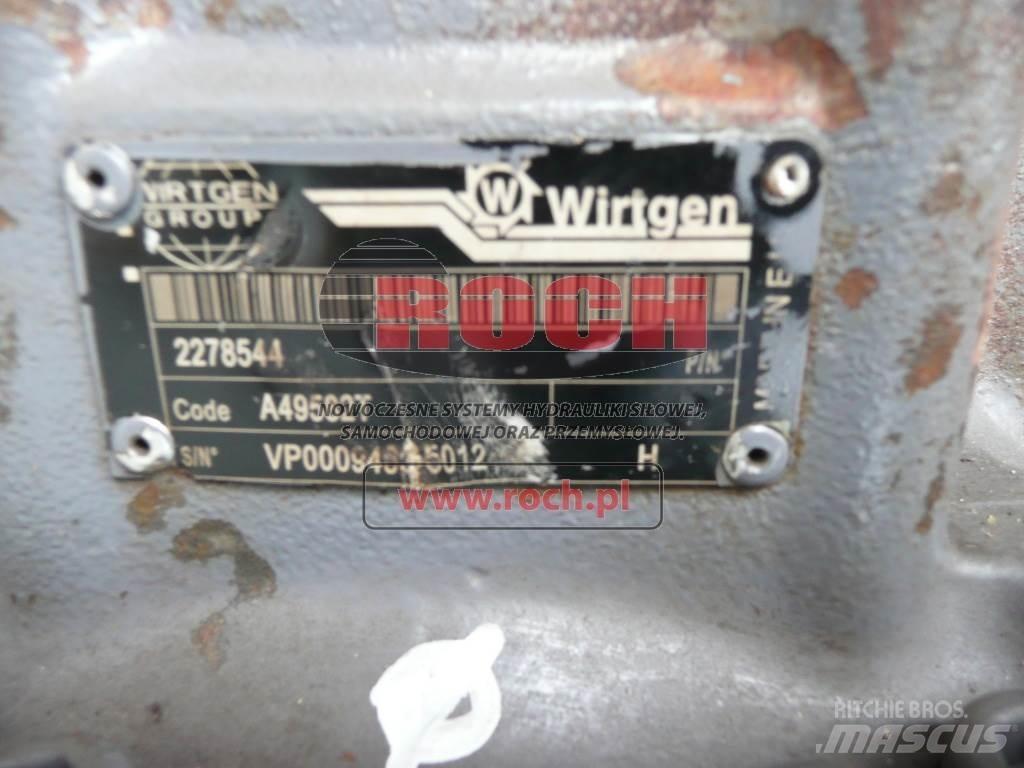 WIRTGEN
GROUP
W Wirtgen
ROCH
2278544 P/N.
Code
NOWOCZESNE SYSTEMY HYDRAULIKI SIŁOWEJ,
SAMOCHODOWEJ ORAZ PRZEMYSŁOWEJ.
S/N° H
www.roch.pl
RITCHIE BROS.
MASCUS